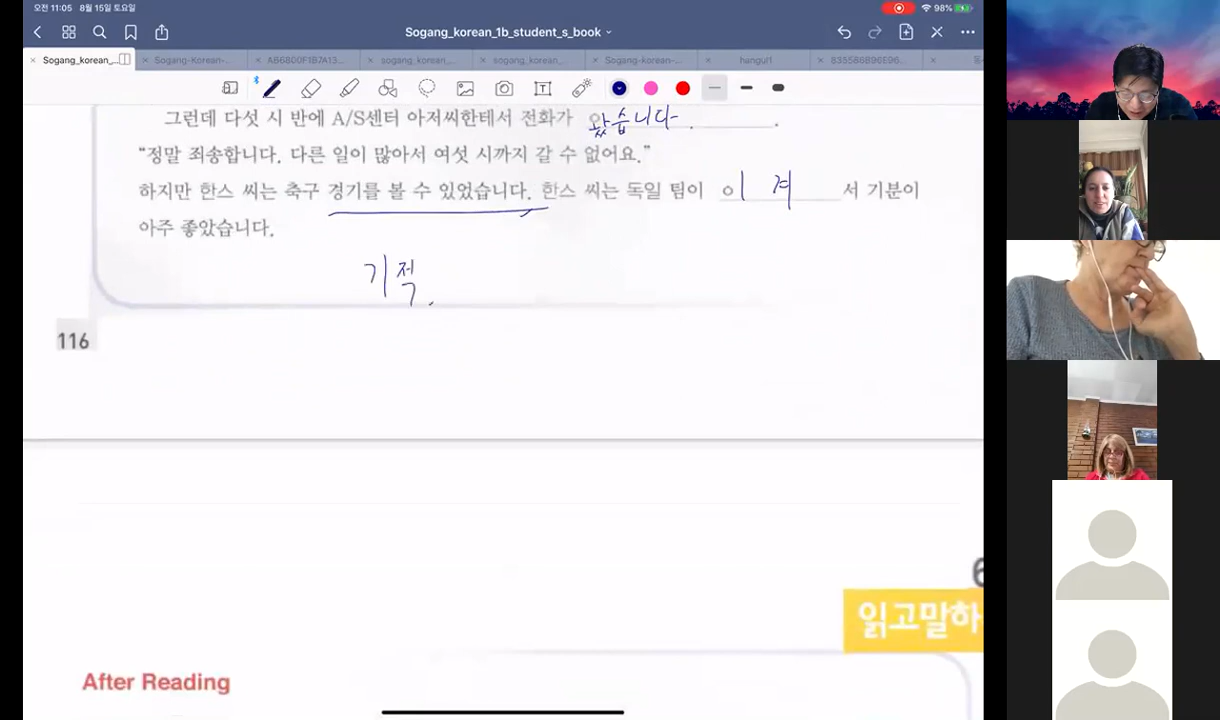 오전 11:05 8월 15일 토요일
98%
Sogang_korean_1b_student_s_book
Sogang_korean_... Sogang-Korean-... AB6800F1B7A13... sogang_korean_... sogang_korean_... Sogang-korean-... hangul1 835580B96E96...
그런데 다섯 시 반에 A/S센터 아저씨한테서 전화가 왔습니다.
“정말 죄송합니다. 다른 일이 많아서 여섯 시까지 갈 수 없어요.”
하지만 한스 씨는 축구 경기를 볼 수 있었습니다. 한스 씨는 독일 팀이 이겨서 기분이
아주 좋았습니다.
기적.
116
6
읽고말하
After Reading